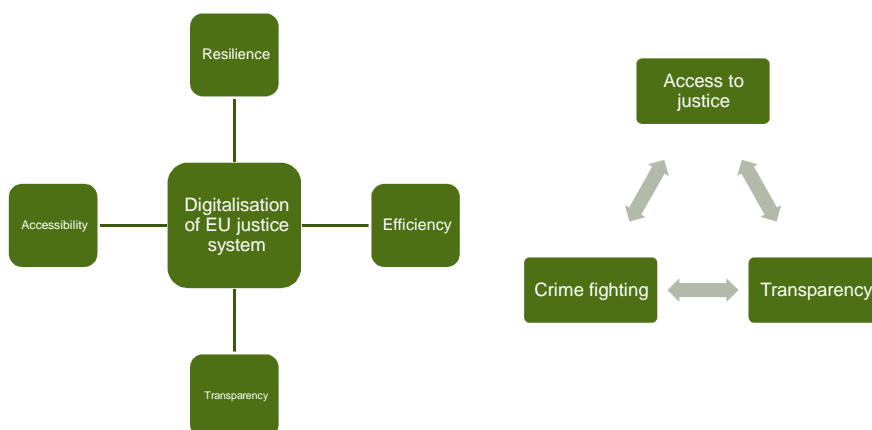 Resilience
Accessibility
Digitalisation
of EU justice
system
Efficiency
Transparency
Access to
justice
Crime fighting
Transparency